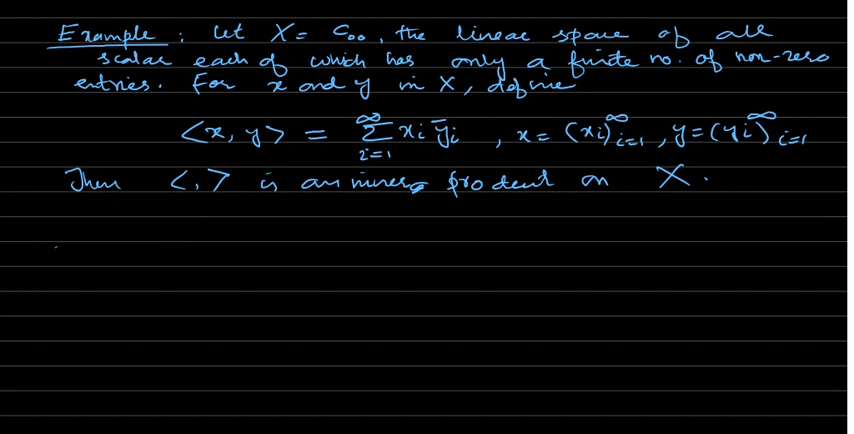 Example : Let X = C₀₀, the linear space of all
scalar each of which has only a finite no. of non-zero
entries. For x and y in X, define
<x, y> = ∞∑i=1 xi ȳi , x = (xi)∞i=1 , y = (yi)∞i=1
Then <,> is an inner product on X.